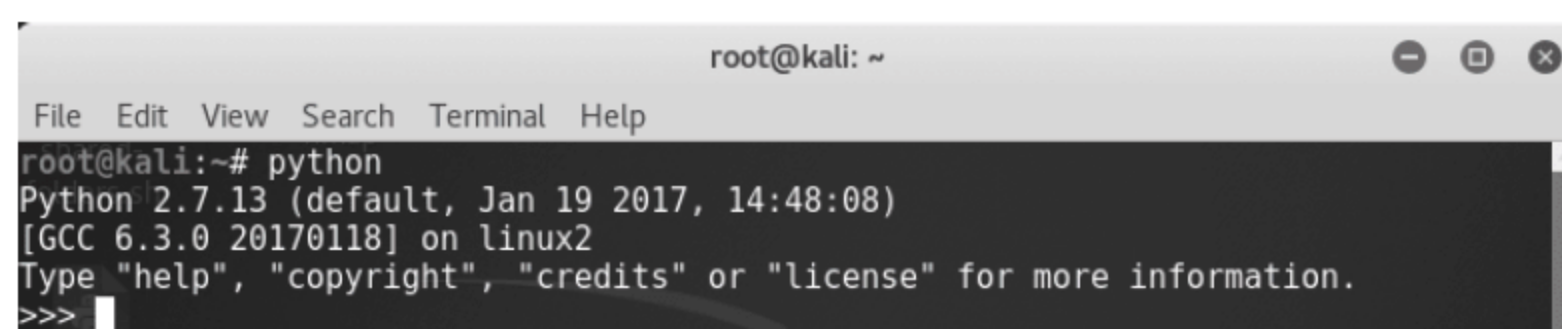 root@kali: ~
File Edit View Search Terminal Help
root@kali:~# python
Python 2.7.13 (default, Jan 19 2017, 14:48:08)
[GCC 6.3.0 20170118] on linux2
Type "help", "copyright", "credits" or "license" for more information.
>>>